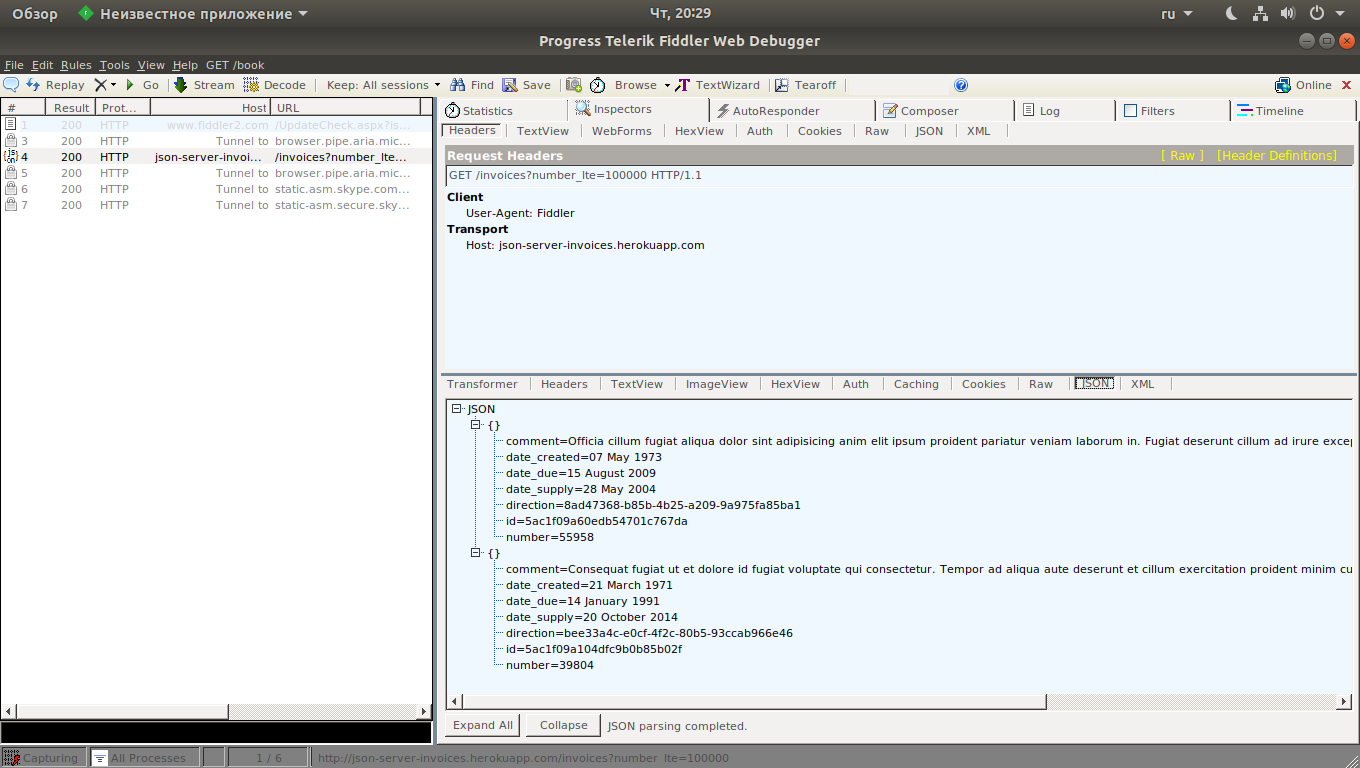 Обзор Неизвестное приложение Чт, 20:29 ru
Progress Telerik Fiddler Web Debugger
File Edit Rules Tools View Help GET /book
Replay Go Stream Decode Keep: All sessions Find Save Browse TextWizard Tearoff Online
# Result Prot... Host URL
1 200 HTTP www.fiddler2.com /UpdateCheck.aspx?is...
3 200 HTTP Tunnel to browser.pipe.aria.mic...
4 200 HTTP json-server-invoi... /invoices?number_lte...
5 200 HTTP Tunnel to browser.pipe.aria.mic...
6 200 HTTP Tunnel to static.asm.skype.com...
7 200 HTTP Tunnel to static-asm.secure.sky...
Statistics Inspectors AutoResponder Composer Log Filters Timeline
Headers TextView WebForms HexView Auth Cookies Raw JSON XML
Request Headers [ Raw ] [Header Definitions]
GET /invoices?number_lte=100000 HTTP/1.1
Client
User-Agent: Fiddler
Transport
Host: json-server-invoices.herokuapp.com
Transformer Headers TextView ImageView HexView Auth Caching Cookies Raw JSON XML
JSON
{}
comment=Officia cillum fugiat aliqua dolor sint adipisicing anim elit ipsum proident pariatur veniam laborum in. Fugiat deserunt cillum ad irure excep
date_created=07 May 1973
date_due=15 August 2009
date_supply=28 May 2004
direction=8ad47368-b85b-4b25-a209-9a975fa85ba1
id=5ac1f09a60edb54701c767da
number=55958
{}
comment=Consequat fugiat ut et dolore id fugiat voluptate qui consectetur. Tempor ad aliqua aute deserunt et cillum exercitation proident minim cu
date_created=21 March 1971
date_due=14 January 1991
date_supply=20 October 2014
direction=bee33a4c-e0cf-4f2c-80b5-93ccab966e46
id=5ac1f09a104dfc9b0b85b02f
number=39804
Expand All Collapse JSON parsing completed.
Capturing All Processes 1 / 6 http://json-server-invoices.herokuapp.com/invoices?number_lte=100000